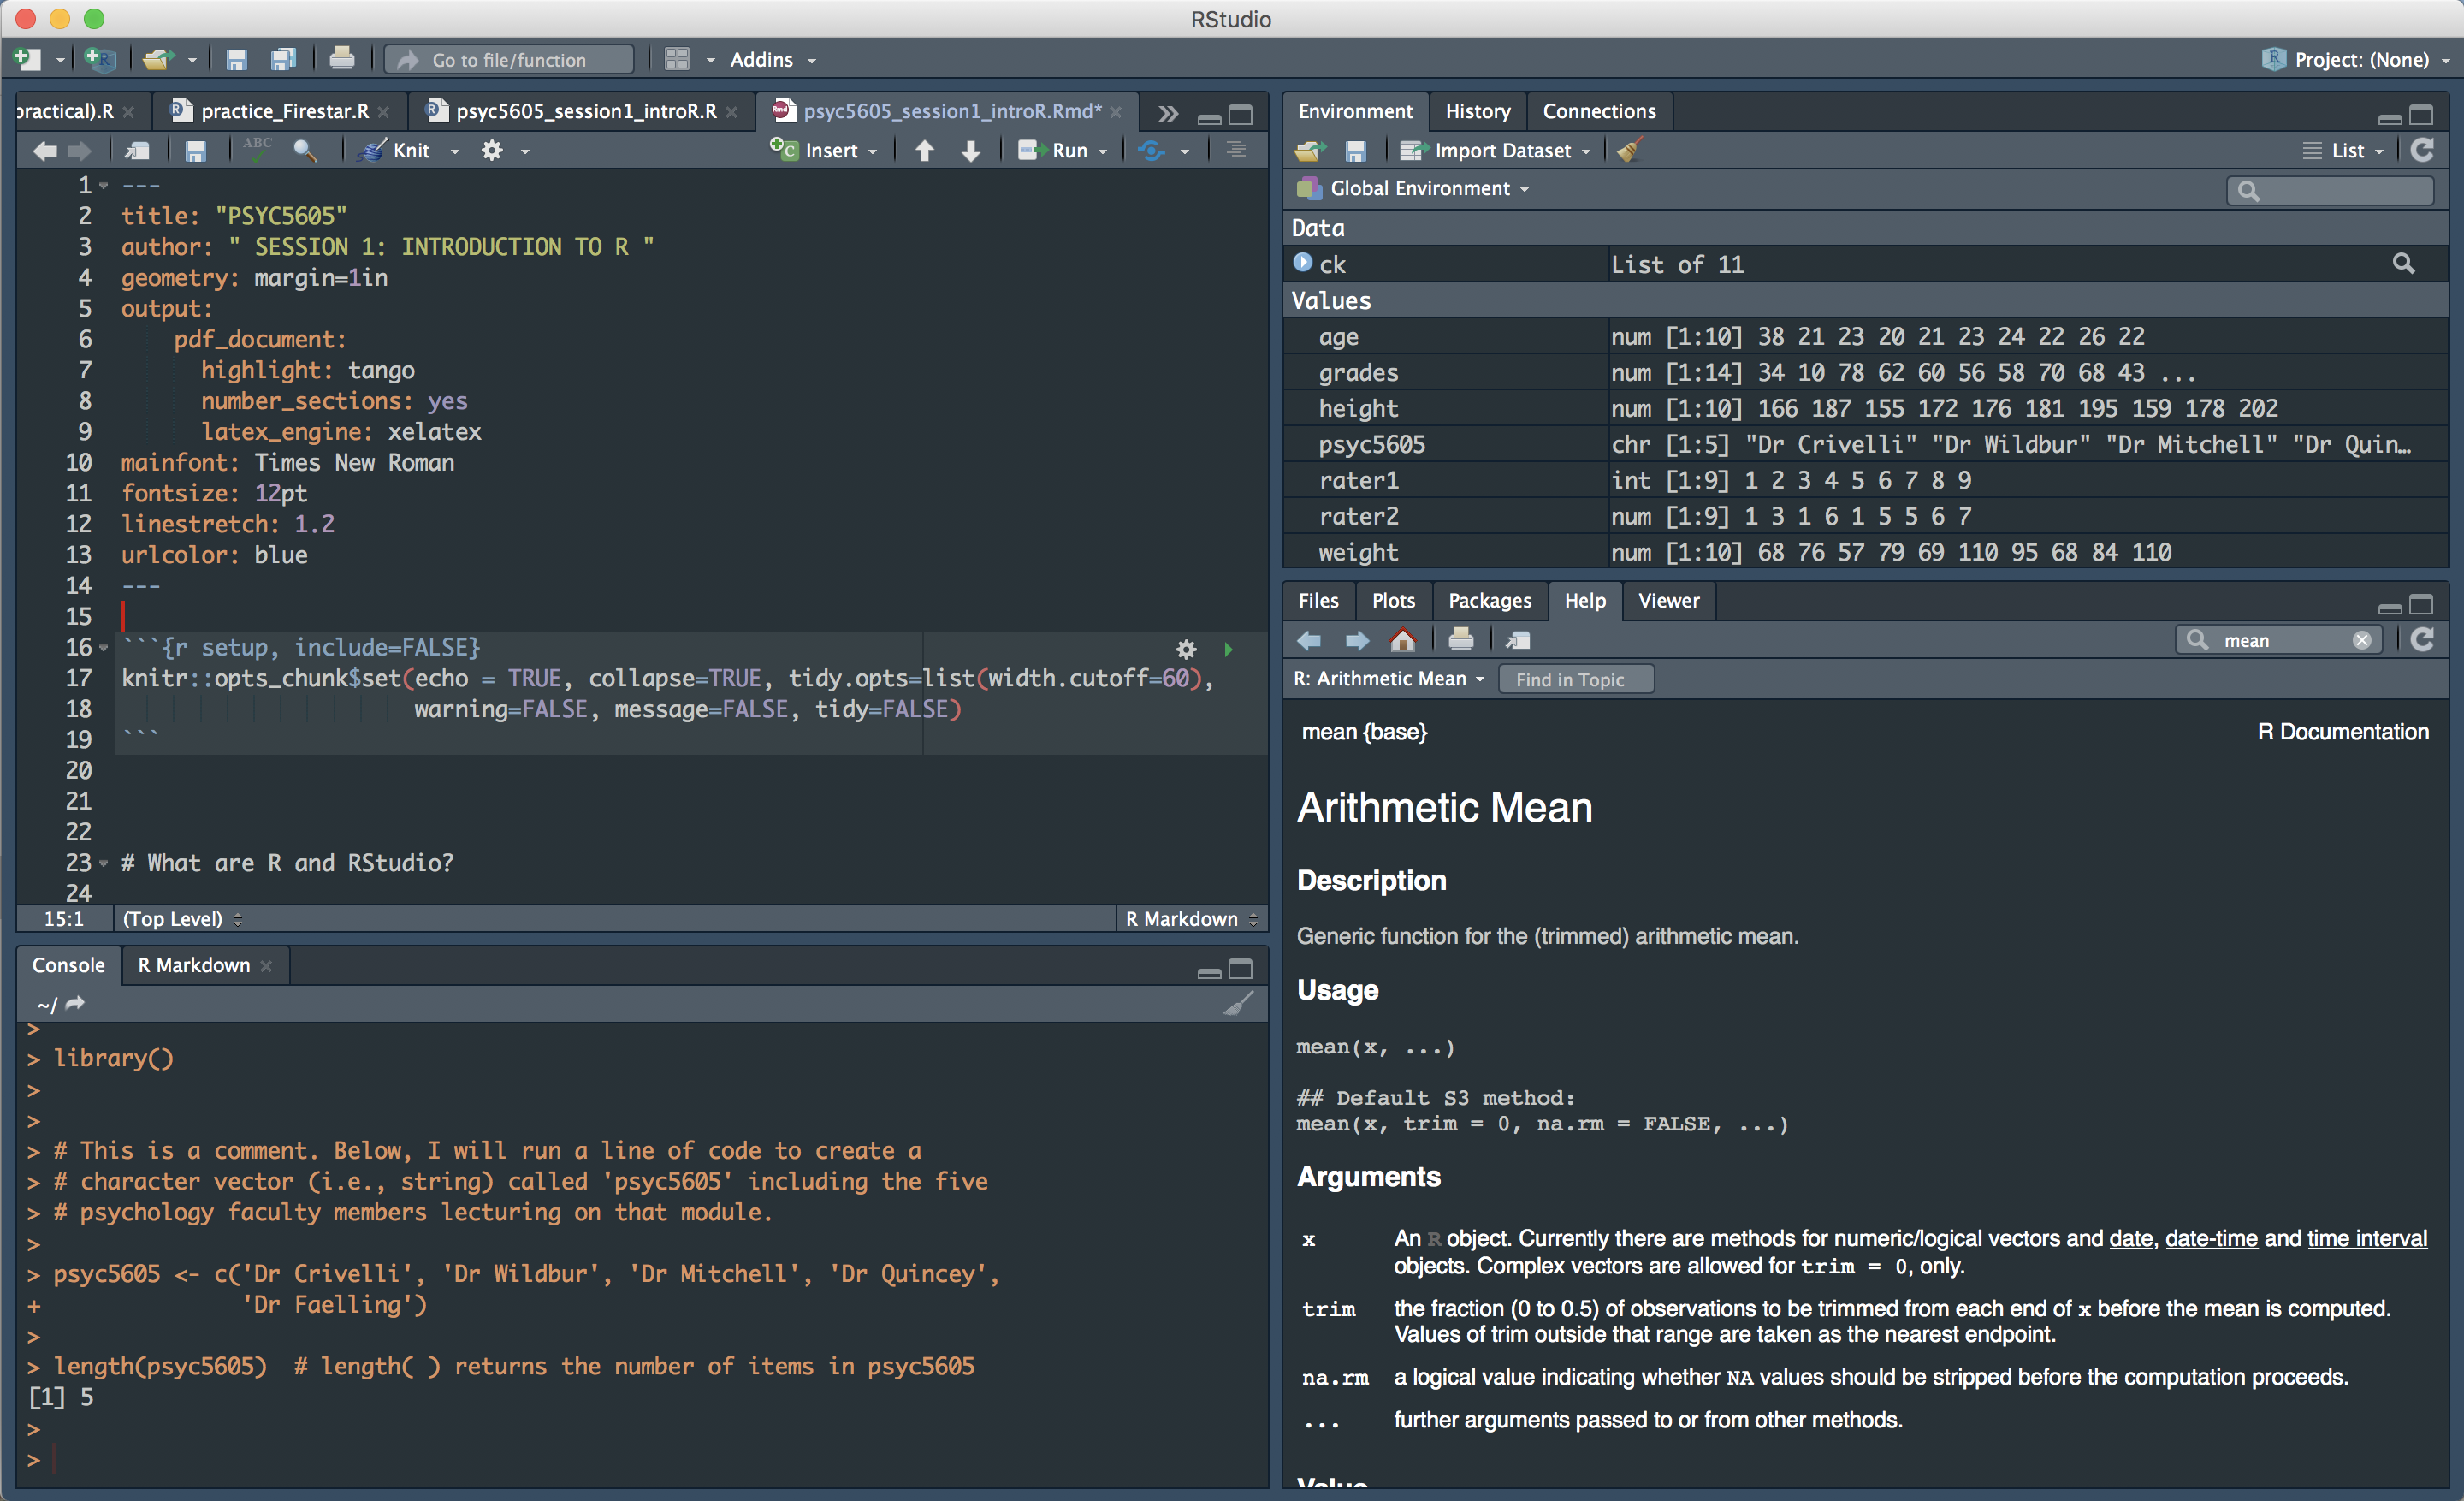 RStudio
Go to file/function
Addins
Project: (None)
practical).R
practice_Firestar.R
psyc5605_session1_introR.R
psyc5605_session1_introR.Rmd*
ABC
Knit
Insert
Run
1 ---
2 title: "PSYC5605"
3 author: " SESSION 1: INTRODUCTION TO R "
4 geometry: margin=1in
5 output:
6     pdf_document:
7       highlight: tango
8       number_sections: yes
9       latex_engine: xelatex
10 mainfont: Times New Roman
11 fontsize: 12pt
12 linestretch: 1.2
13 urlcolor: blue
14 ---
15
16 ```{r setup, include=FALSE}
17 knitr::opts_chunk$set(echo = TRUE, collapse=TRUE, tidy.opts=list(width.cutoff=60),
18                       warning=FALSE, message=FALSE, tidy=FALSE)
19 ```
20
21
22
23 # What are R and RStudio?
24
15:1 (Top Level) R Markdown
Console R Markdown
~/
>
> library()
>
>
> # This is a comment. Below, I will run a line of code to create a
> # character vector (i.e., string) called 'psyc5605' including the five
> # psychology faculty members lecturing on that module.
>
> psyc5605 <- c('Dr Crivelli', 'Dr Wildbur', 'Dr Mitchell', 'Dr Quincey',
+               'Dr Faelling')
>
> length(psyc5605)  # length( ) returns the number of items in psyc5605
[1] 5
>
>
Environment History Connections
Import Dataset List
Global Environment
Data
ck List of 11
Values
age num [1:10] 38 21 23 20 21 23 24 22 26 22
grades num [1:14] 34 10 78 62 60 56 58 70 68 43 ...
height num [1:10] 166 187 155 172 176 181 195 159 178 202
psyc5605 chr [1:5] "Dr Crivelli" "Dr Wildbur" "Dr Mitchell" "Dr Quin…
rater1 int [1:9] 1 2 3 4 5 6 7 8 9
rater2 num [1:9] 1 3 1 6 1 5 5 6 7
weight num [1:10] 68 76 57 79 69 110 95 68 84 110
Files Plots Packages Help Viewer
mean
R: Arithmetic Mean Find in Topic
mean {base} R Documentation
Arithmetic Mean
Description
Generic function for the (trimmed) arithmetic mean.
Usage
mean(x, ...)
## Default S3 method:
mean(x, trim = 0, na.rm = FALSE, ...)
Arguments
x An R object. Currently there are methods for numeric/logical vectors and date, date-time and time interval
objects. Complex vectors are allowed for trim = 0, only.
trim the fraction (0 to 0.5) of observations to be trimmed from each end of x before the mean is computed.
Values of trim outside that range are taken as the nearest endpoint.
na.rm a logical value indicating whether NA values should be stripped before the computation proceeds.
... further arguments passed to or from other methods.
Value